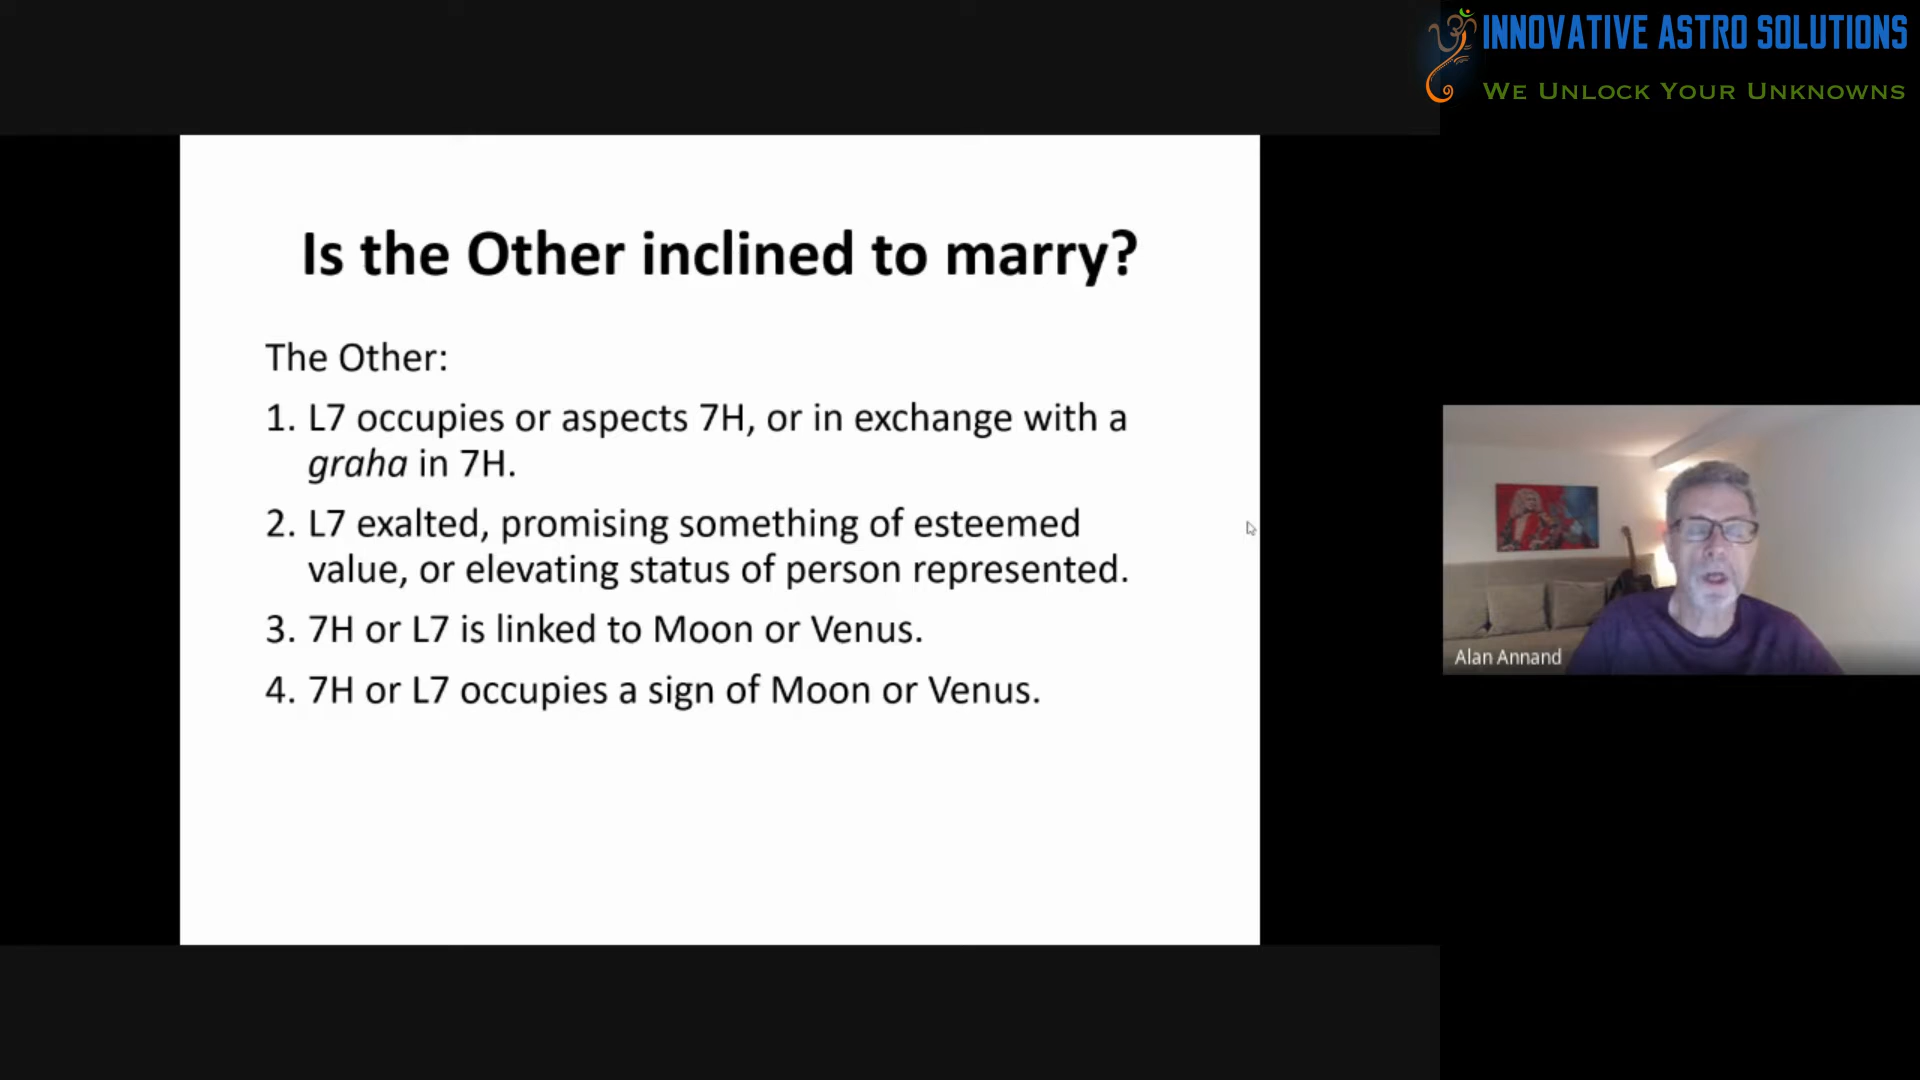 INNOVATIVE ASTRO SOLUTIONS
WE UNLOCK YOUR UNKNOWNS
Is the Other inclined to marry?
The Other:
1. L7 occupies or aspects 7H, or in exchange with a
graha in 7H.
2. L7 exalted, promising something of esteemed
value, or elevating status of person represented.
3. 7H or L7 is linked to Moon or Venus.
4. 7H or L7 occupies a sign of Moon or Venus.
Alan Annand